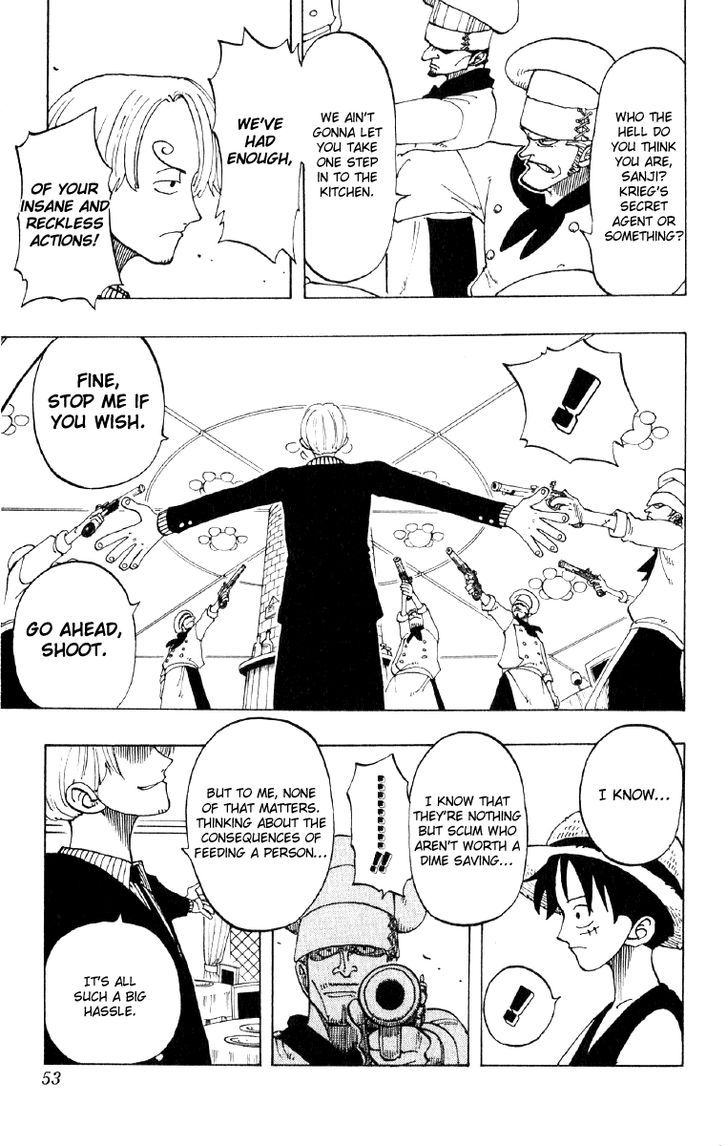 WHO THE
HELL DO
YOU THINK
YOU ARE,
SANJI?
KRIEG'S
SECRET
AGENT OR
SOMETHING?
WE AIN'T
GONNA LET
YOU TAKE
ONE STEP
IN TO THE
KITCHEN.
WE'VE
HAD
ENOUGH,
OF YOUR
INSANE AND
RECKLESS
ACTIONS!
!
FINE,
STOP ME IF
YOU WISH.
GO AHEAD,
SHOOT.
I KNOW...
!
I KNOW THAT
THEY'RE NOTHING
BUT SCUM WHO
AREN'T WORTH A
DIME SAVING...
.........!!
BUT TO ME, NONE
OF THAT MATTERS.
THINKING ABOUT THE
CONSEQUENCES OF
FEEDING A PERSON...
IT'S ALL
SUCH A BIG
HASSLE.
53